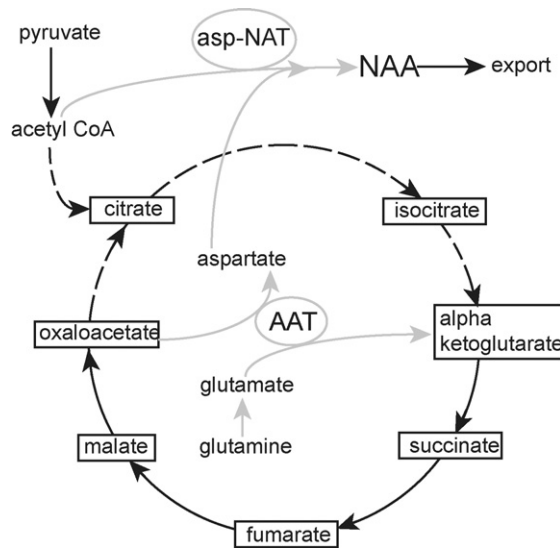 pyruvate
asp-NAT
NAA
export
acetyl CoA
citrate
isocitrate
aspartate
oxaloacetate
AAT
alpha
ketoglutarate
glutamate
glutamine
malate
succinate
fumarate